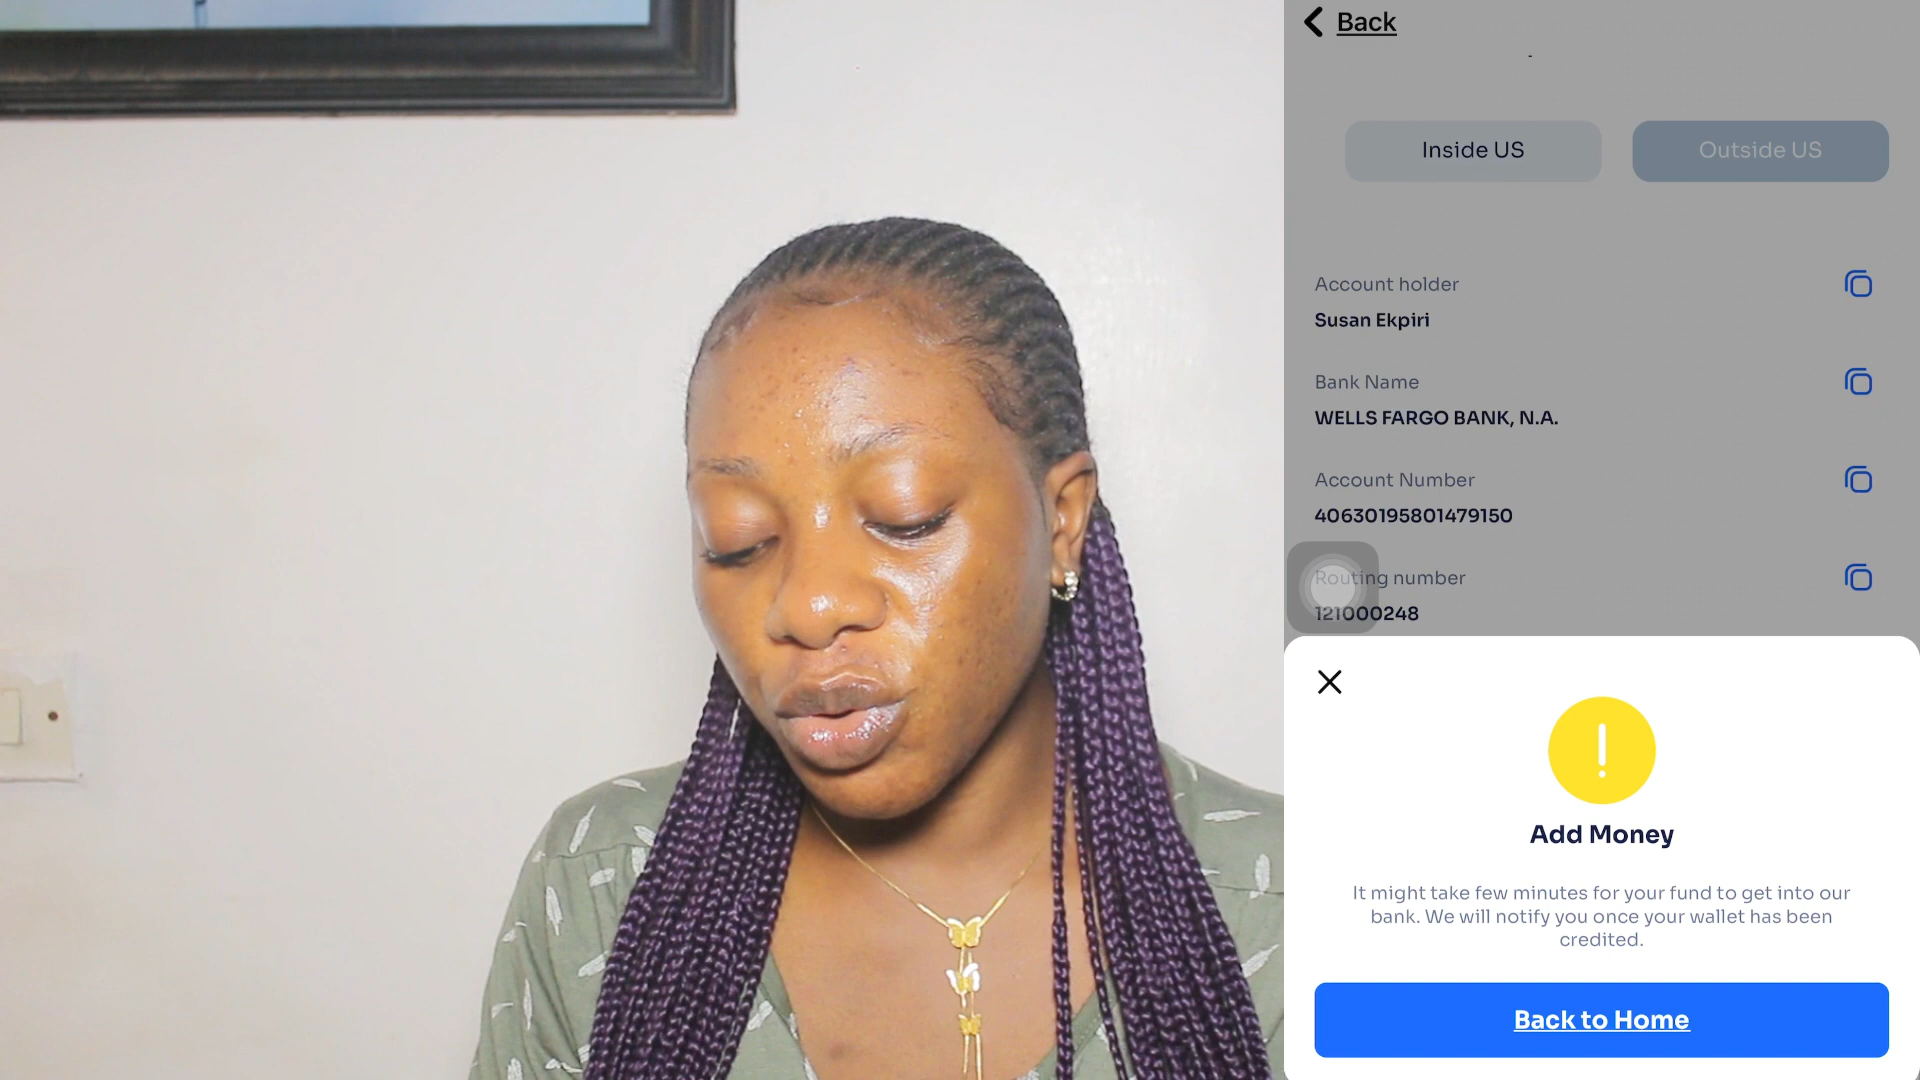 Back
Inside US
Outside US
Account holder
Susan Ekpiri
Bank Name
WELLS FARGO BANK, N.A.
Account Number
40630195801479150
Routing number
121000248
Add Money
It might take few minutes for your fund to get into our
bank. We will notify you once your wallet has been
credited.
Back to Home